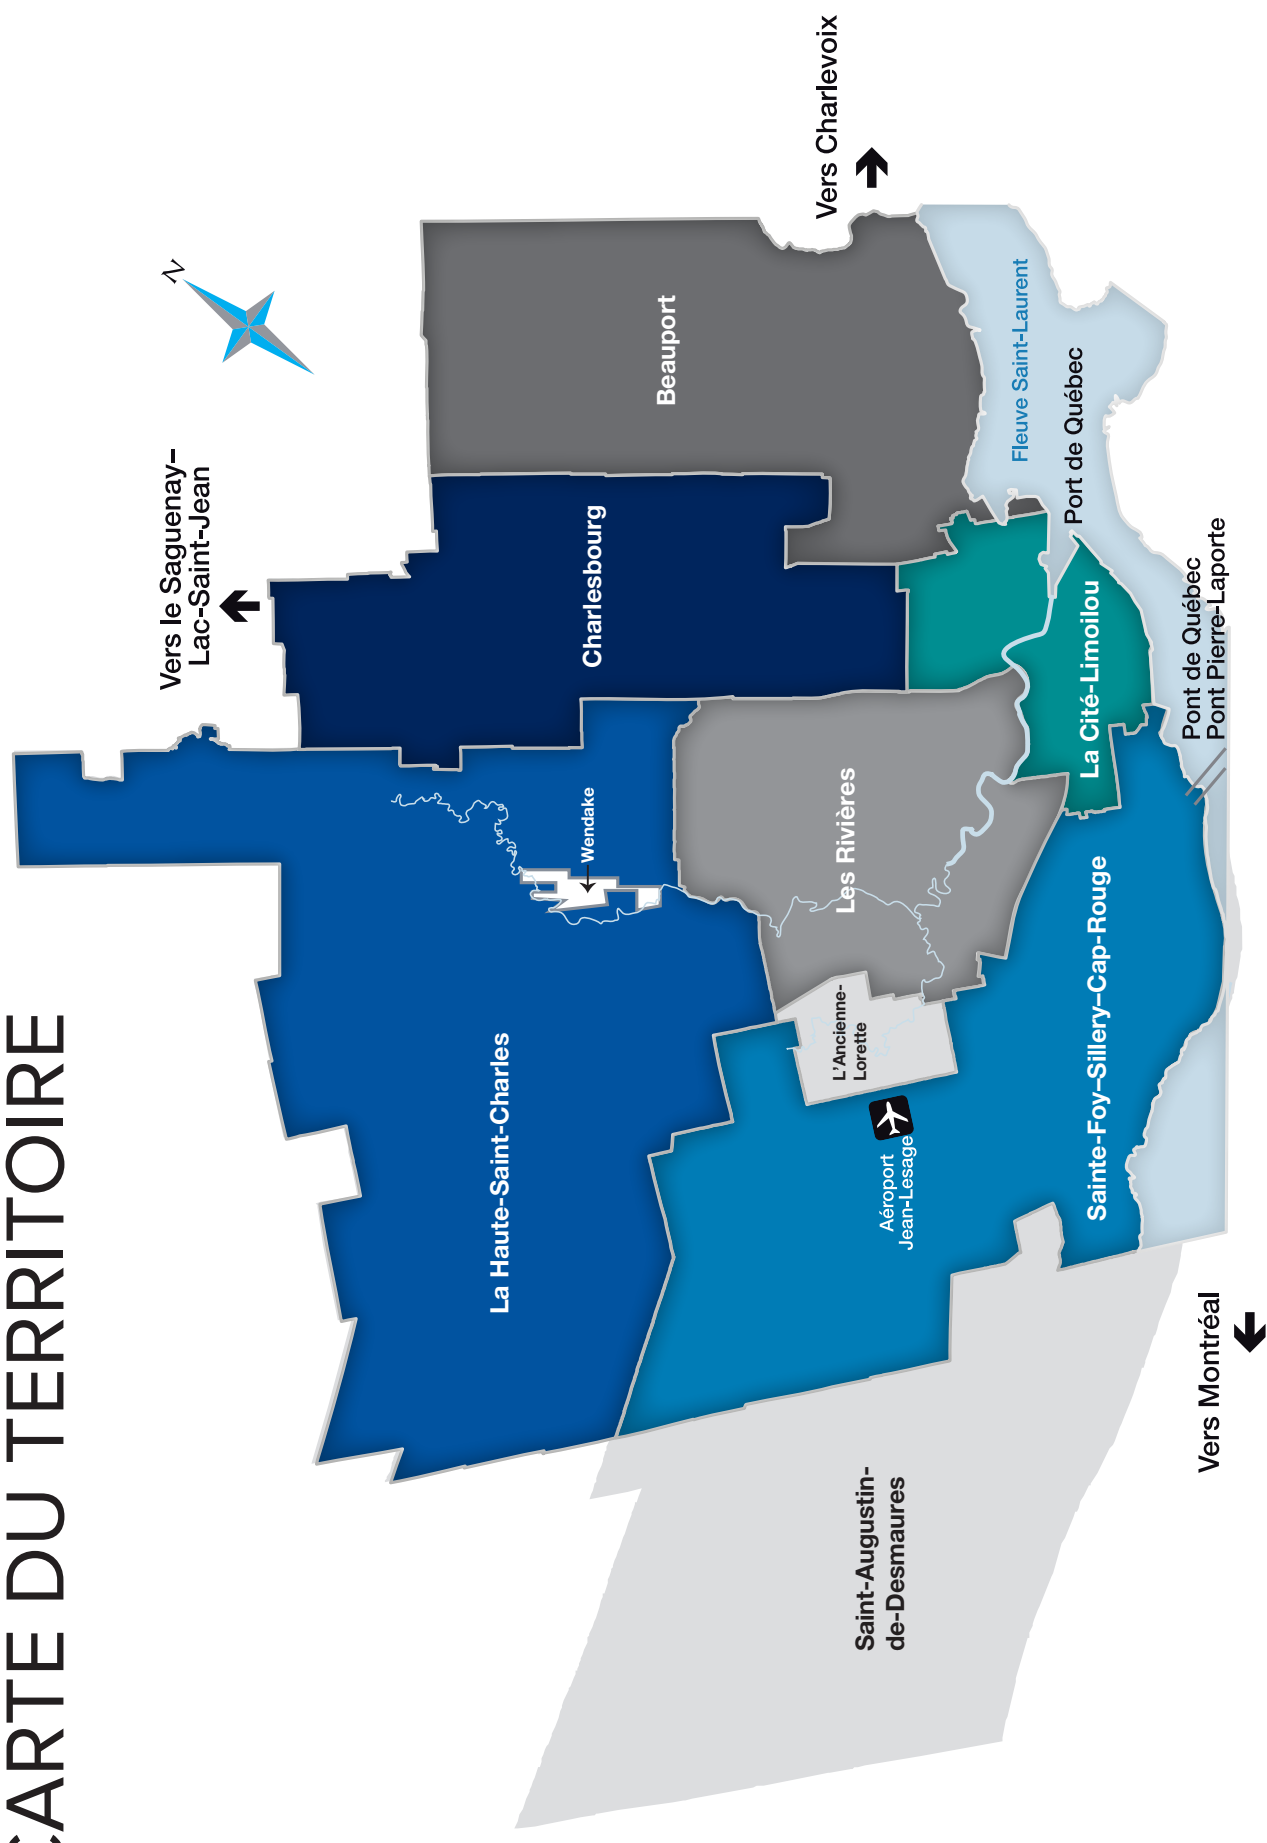 CARTE DU TERRITOIRE
Vers le Saguenay–
Lac-Saint-Jean
N
Vers Charlevoix
La Haute-Saint-Charles
Wendake
Charlesbourg
Beauport
Les Rivières
L'Ancienne-
Lorette
Aéroport
Jean-Lesage
Saint-Augustin-
de-Desmaures
Sainte-Foy–Sillery–Cap-Rouge
La Cité-Limoilou
Fleuve Saint-Laurent
Port de Québec
Pont de Québec
Pont Pierre-Laporte
Vers Montréal